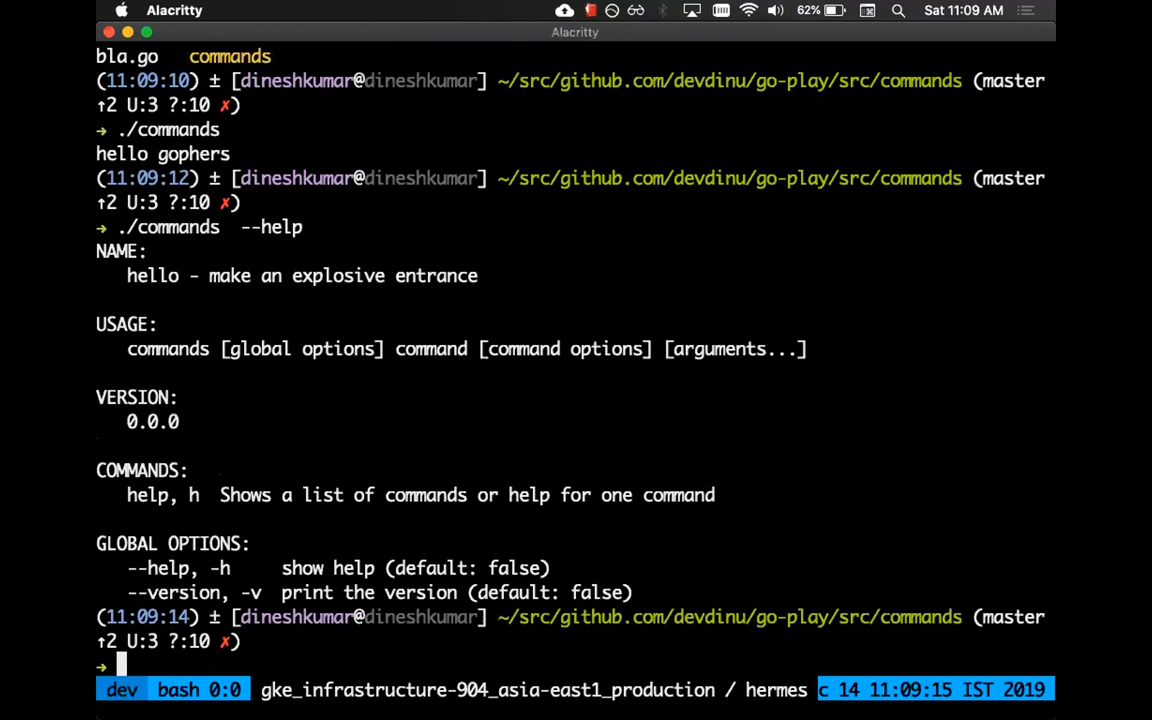 Alacritty 62% Sat 11:09 AM
Alacritty
bla.go commands
(11:09:10) ± [dineshkumar@dineshkumar] ~/src/github.com/devdinu/go-play/src/commands (master
↑2 U:3 ?:10 ✗)
→ ./commands
hello gophers
(11:09:12) ± [dineshkumar@dineshkumar] ~/src/github.com/devdinu/go-play/src/commands (master
↑2 U:3 ?:10 ✗)
→ ./commands --help
NAME:
hello - make an explosive entrance
USAGE:
commands [global options] command [command options] [arguments...]
VERSION:
0.0.0
COMMANDS:
help, h Shows a list of commands or help for one command
GLOBAL OPTIONS:
--help, -h show help (default: false)
--version, -v print the version (default: false)
(11:09:14) ± [dineshkumar@dineshkumar] ~/src/github.com/devdinu/go-play/src/commands (master
↑2 U:3 ?:10 ✗)
→
dev bash 0:0 gke_infrastructure-904_asia-east1_production / hermes c 14 11:09:15 IST 2019